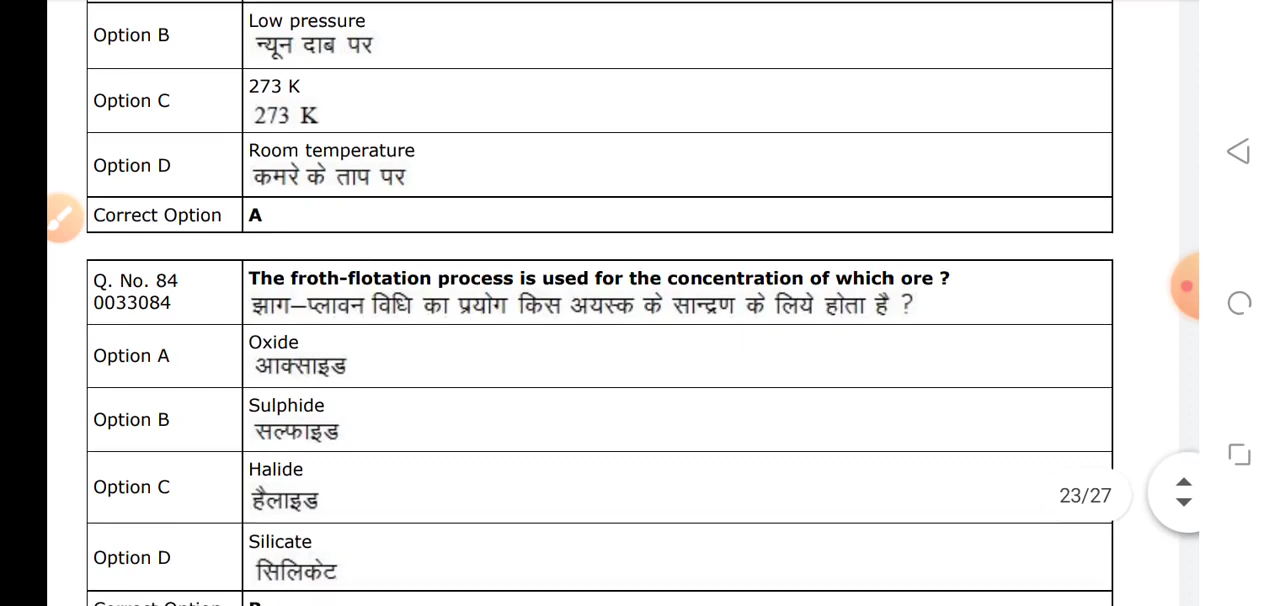 Option B
Low pressure
न्यून दाब पर
Option C
273 K
273 K
Option D
Room temperature
कमरे के ताप पर
Correct Option
A
Q. No. 84
0033084
The froth-flotation process is used for the concentration of which ore ?
झाग–प्लावन विधि का प्रयोग किस अयस्क के सान्द्रण के लिये होता है ?
Option A
Oxide
आक्साइड
Option B
Sulphide
सल्फाइड
Option C
Halide
हैलाइड
23/27
Option D
Silicate
सिलिकेट
Correct Option
B